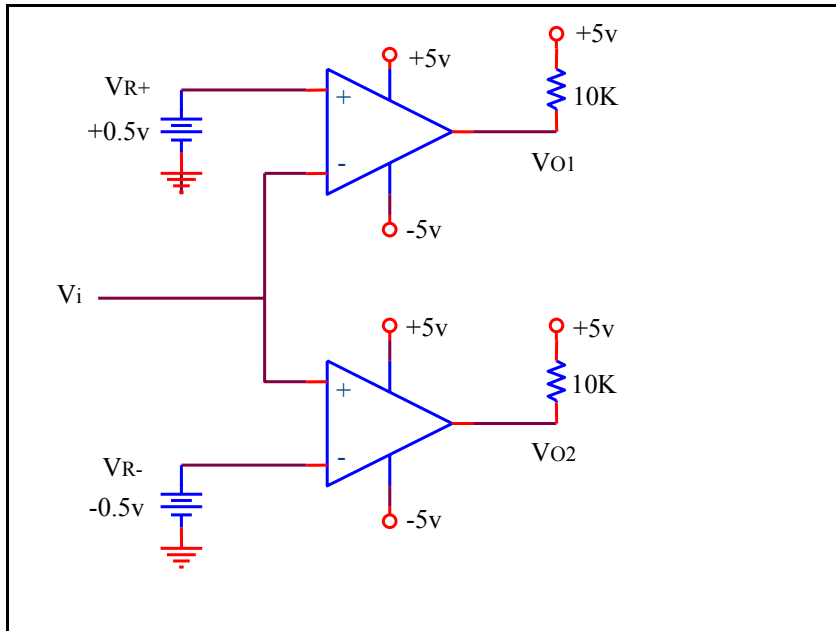 +5v
+5v
VR+
+
10K
+0.5v
VO1
-
-5v
Vi
+5v
+5v
+
10K
VR-
-
VO2
-0.5v
-5v